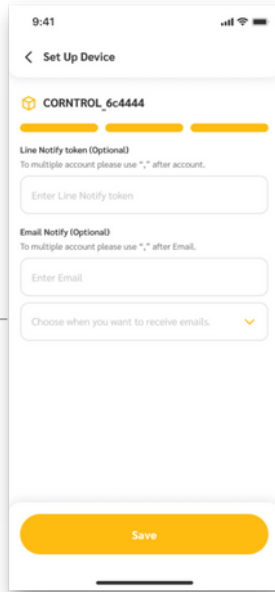 9:41
Set Up Device
CORNTROL_6c4444
Line Notify token (Optional)
To multiple account please use "," after account.
Enter Line Notify token
Email Notify (Optional)
To multiple account please use "," after Email.
Enter Email
Choose when you want to receive emails.
Save